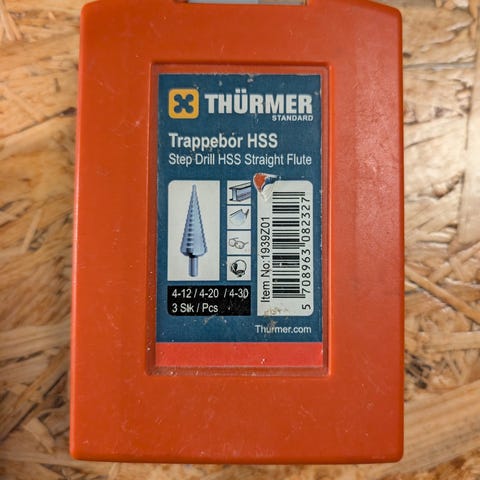 THÜRMER
STANDARD
Trappebor HSS
Step Drill HSS Straight Flute
4-12 / 4-20 / 4-30
3 Stk / Pcs
Item No:1939Z01
5 708963 082327
Thurmer.com